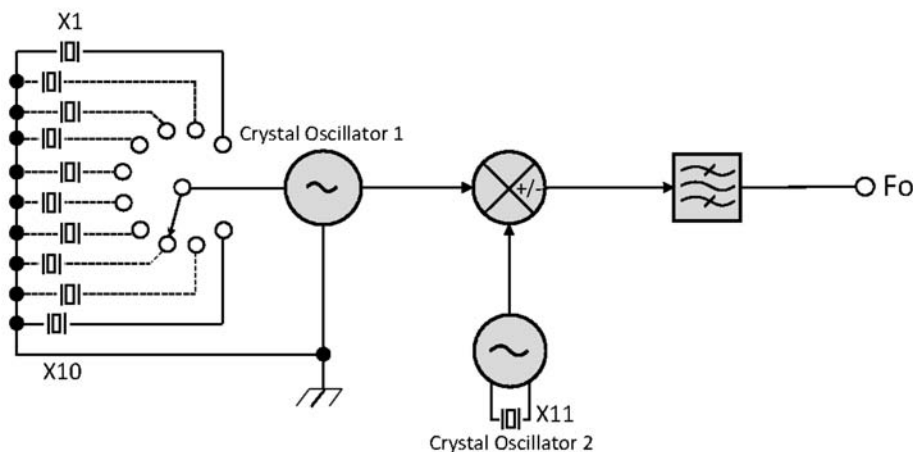 X1
Crystal Oscillator 1
+/-
Fo
X10
X11
Crystal Oscillator 2